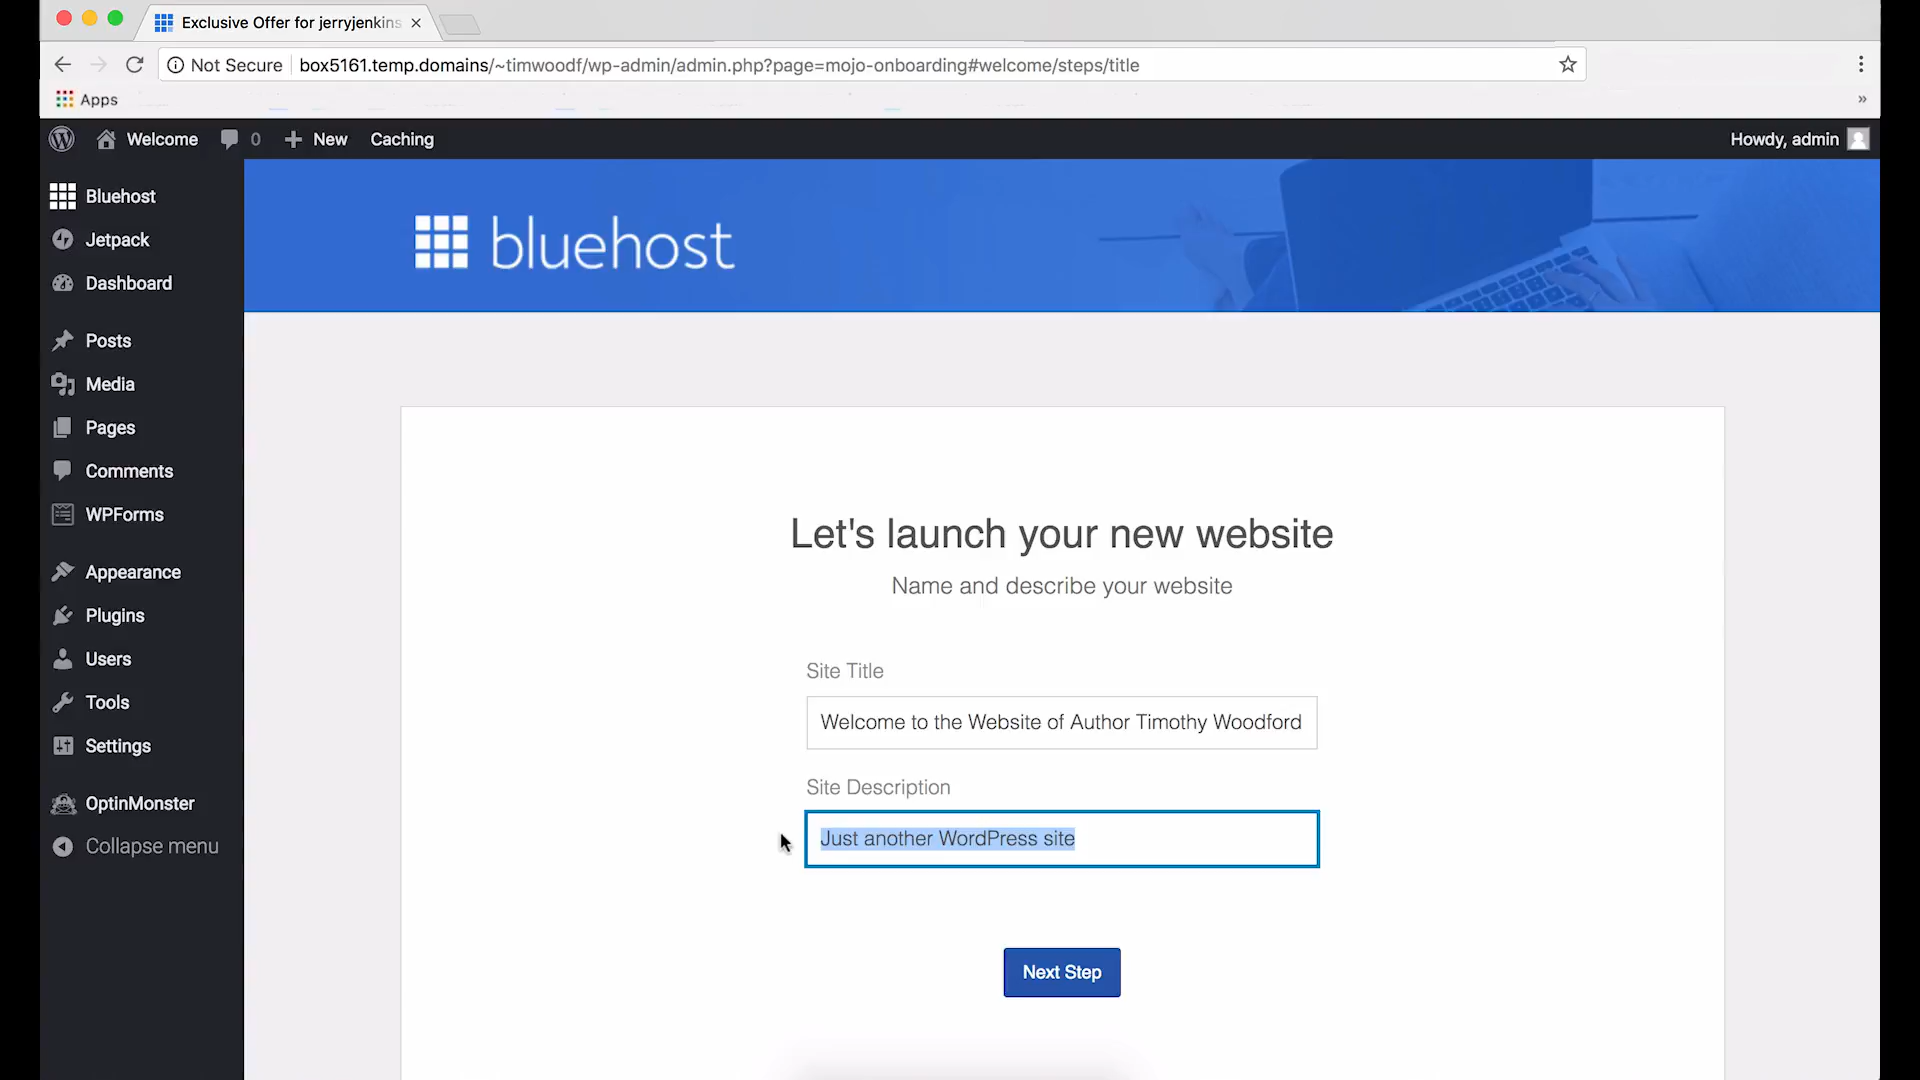 Exclusive Offer for jerryjenkins
Not Secure box5161.temp.domains/~timwoodf/wp-admin/admin.php?page=mojo-onboarding#welcome/steps/title
Apps
Welcome 0 New Caching Howdy, admin
Bluehost
Jetpack
Dashboard
Posts
Media
Pages
Comments
WPForms
Appearance
Plugins
Users
Tools
Settings
OptinMonster
Collapse menu
bluehost
Let's launch your new website
Name and describe your website
Site Title
Welcome to the Website of Author Timothy Woodford
Site Description
Just another WordPress site
Next Step